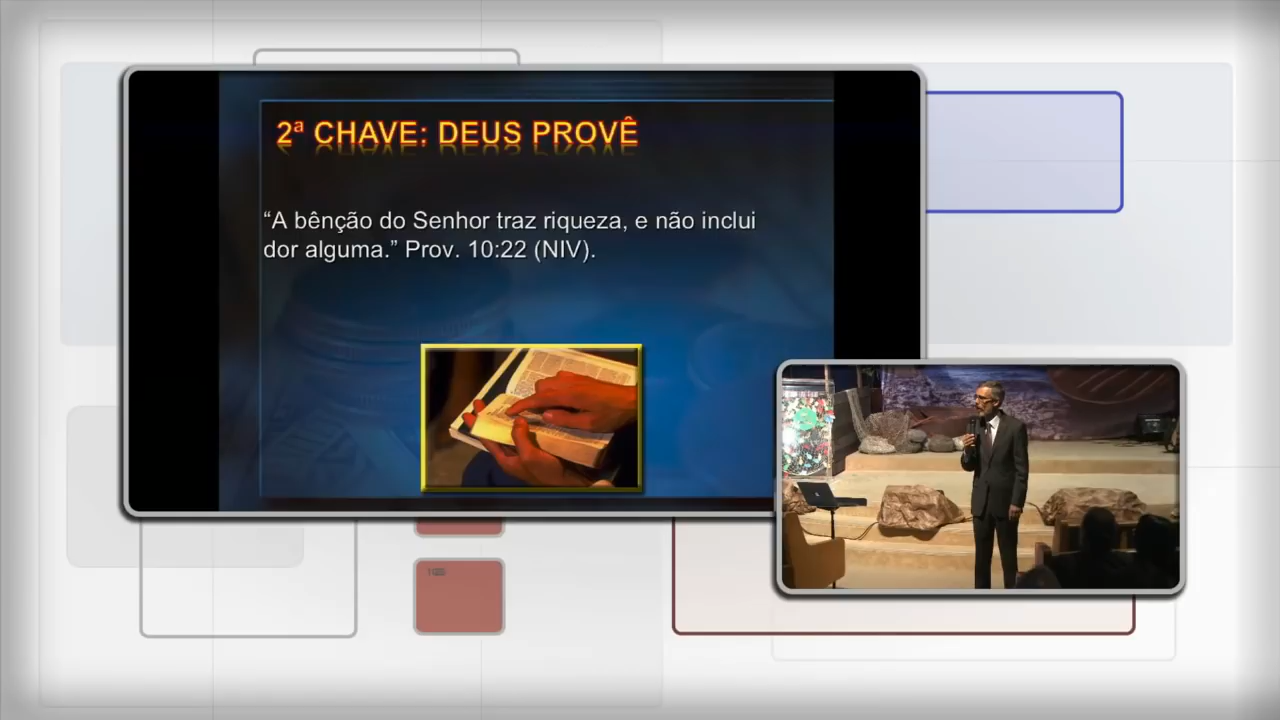 2ª CHAVE: DEUS PROVÊ
“A bênção do Senhor traz riqueza, e não inclui
dor alguma.” Prov. 10:22 (NIV).